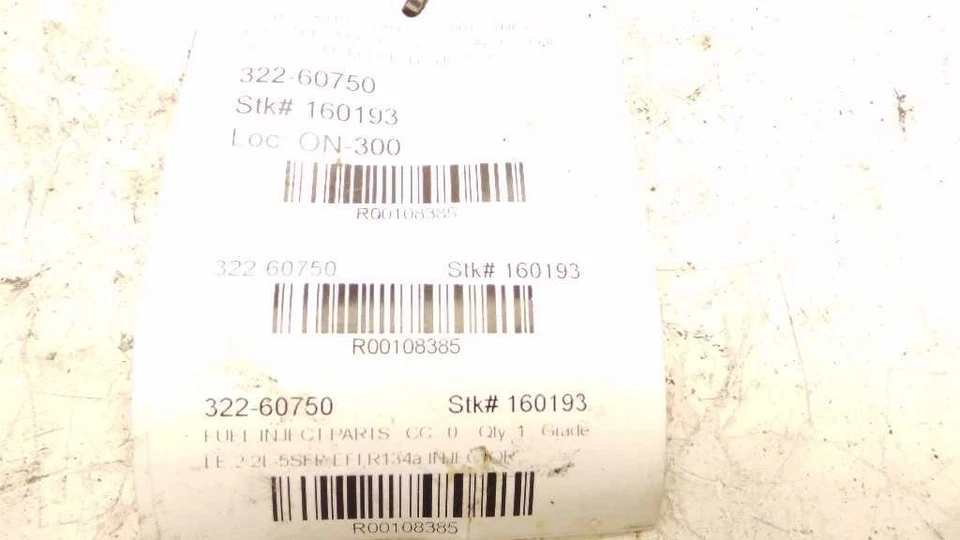 322-60750
Stk# 160193
Loc: ON-300
R00108385
322 60750 Stk# 160193
R00108385
322-60750 Stk# 160193
FUEL INJECT PARTS CC 0 Qly 1 Grade
LE 2.2L-5SFE EFI,R134a INJECTOR
R00108385